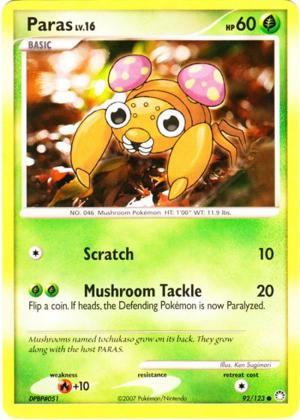 Paras LV.16 HP 60
BASIC
NO. 046 Mushroom Pokémon HT: 1'00" WT: 11.9 lbs.
Scratch 10
Mushroom Tackle 20
Flip a coin. If heads, the Defending Pokémon is now Paralyzed.
Mushrooms named tochukaso grow on its back. They grow
along with the host PARAS.
Illus. Ken Sugimori
weakness resistance retreat cost
+10
DPBP#051 ©2007 Pokémon/Nintendo 92/123